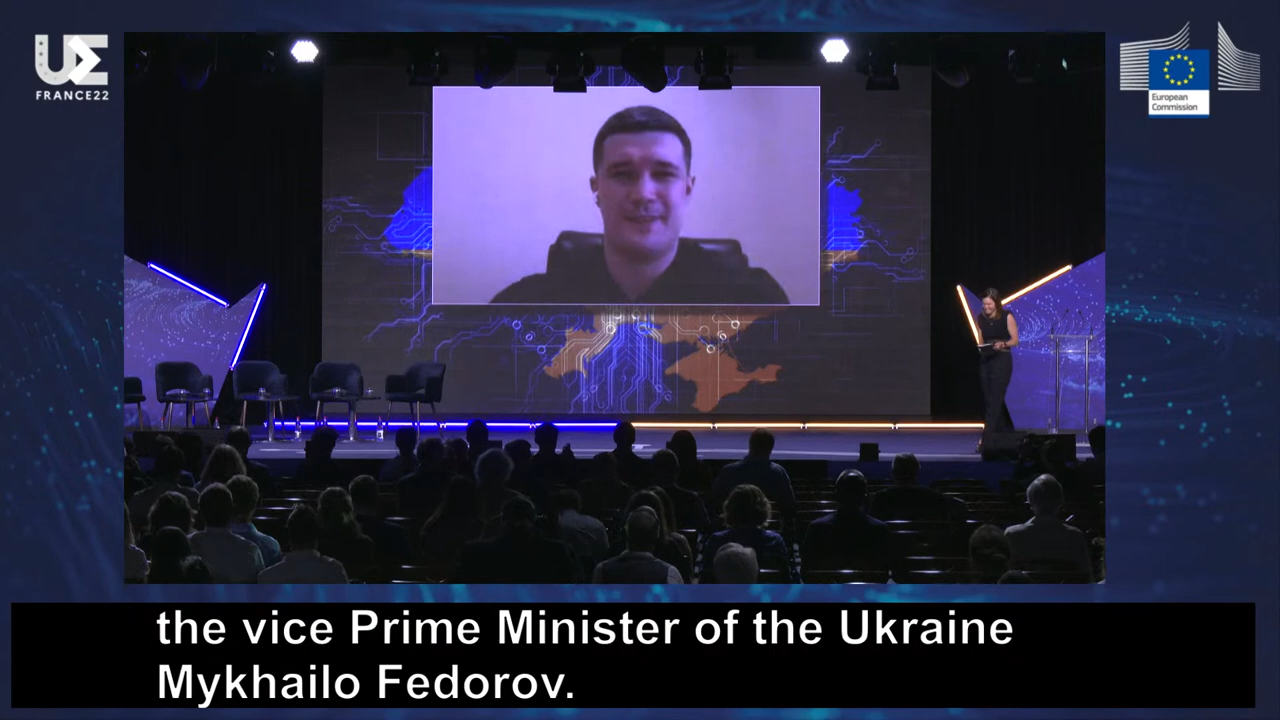 UE
FRANCE22
European
Commission
the vice Prime Minister of the Ukraine
Mykhailo Fedorov.